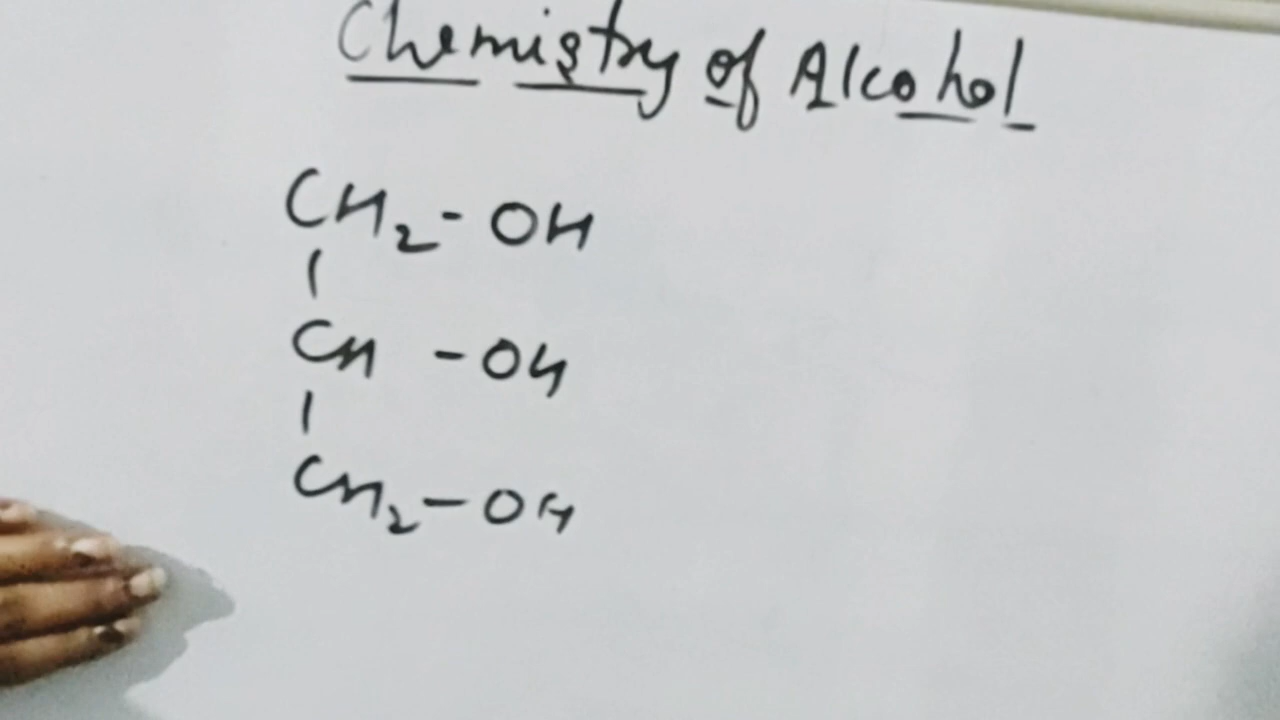 Chemistry of Alcohol
CH₂ - OH
|
CH - OH
|
CH₂ - OH